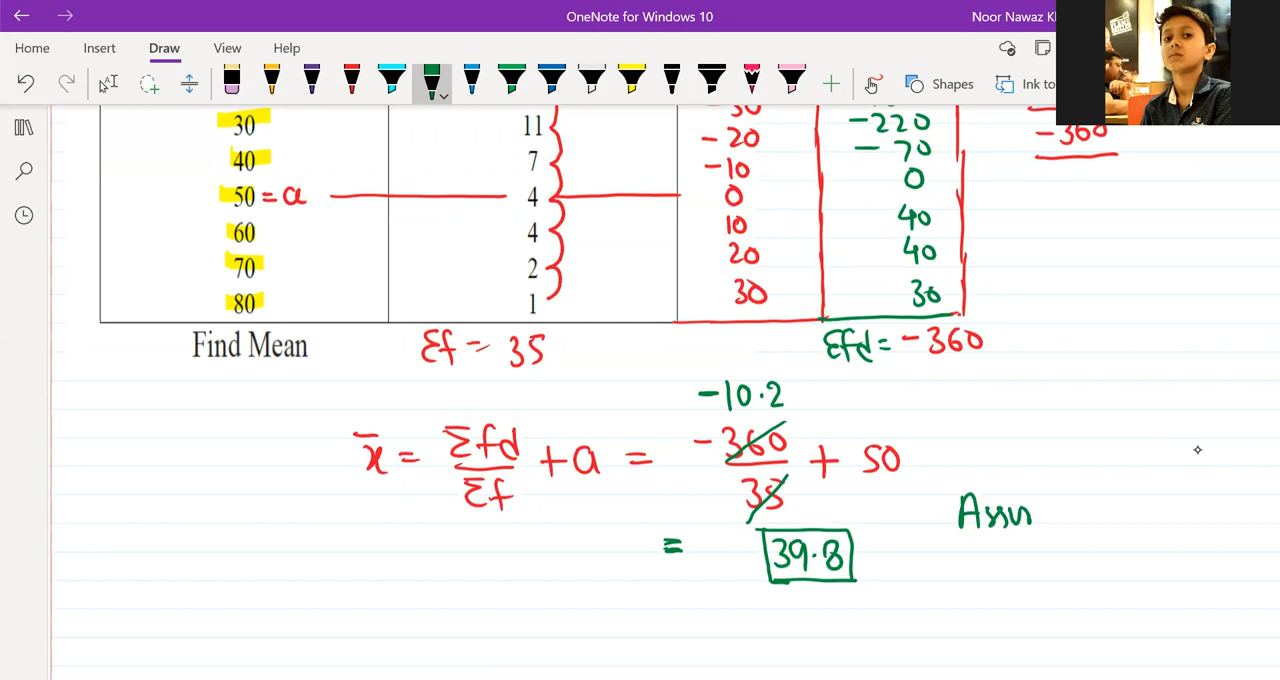 OneNote for Windows 10
Noor Nawaz
Home Insert Draw View Help
Shapes Ink to
30 11 -220 -360
40 7 -20 -70
50 = a 4 -10 0
60 4 0 40
70 2 10 40
80 1 20 30
30
Find Mean Σf = 35 Σfd = -360
-10.2
x̄ = Σfd/Σf + a = -360/35 + 50
= 39.8
Assu